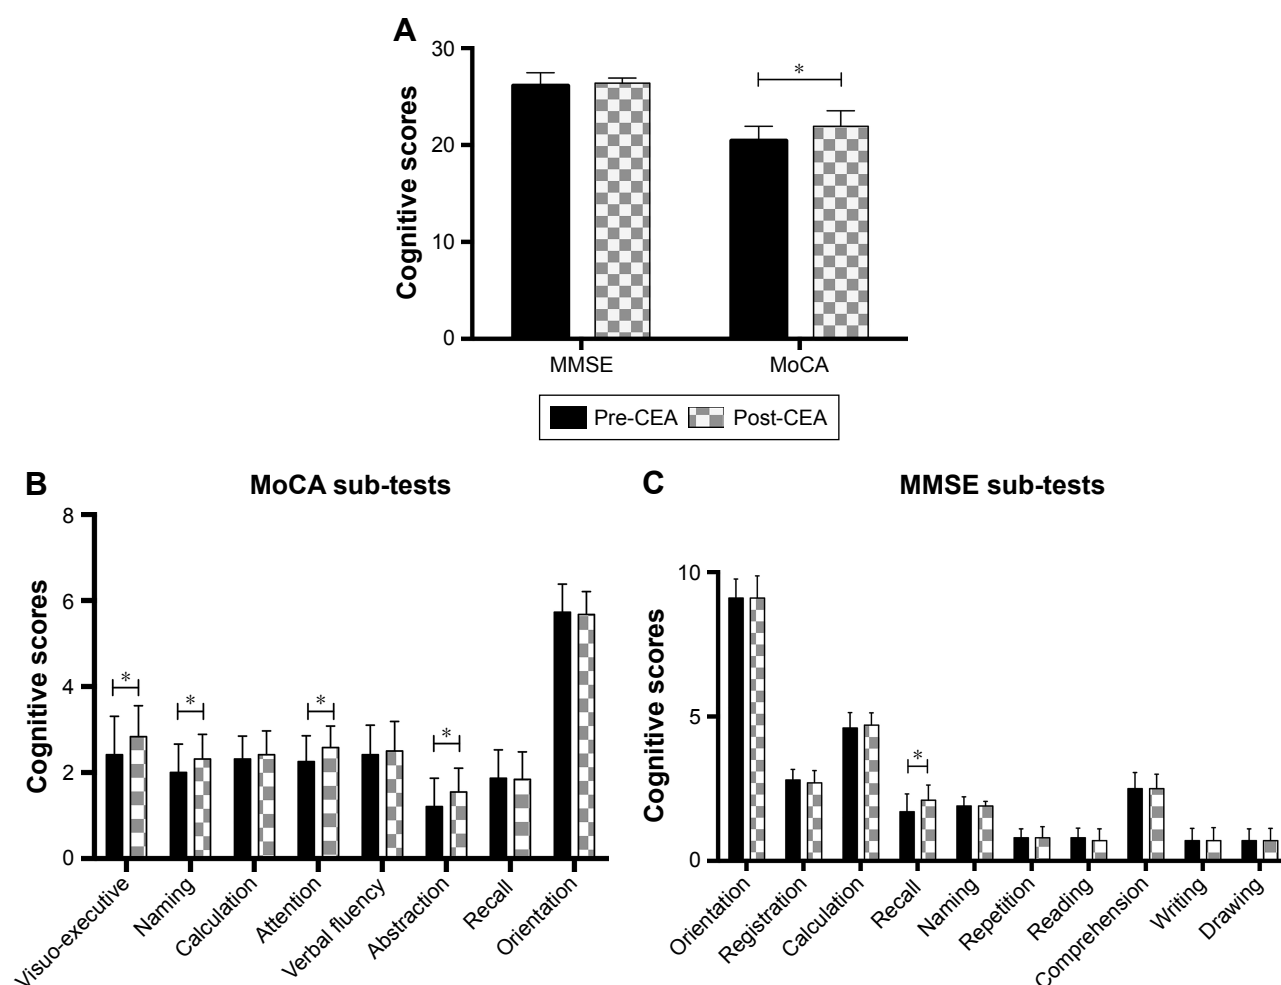 A
Cognitive scores
30
20
10
0
*
MMSE
MoCA
Pre-CEA
Post-CEA
B
MoCA sub-tests
Cognitive scores
8
6
4
2
0
*
*
*
*
Visuo-executive
Naming
Calculation
Attention
Verbal fluency
Abstraction
Recall
Orientation
C
MMSE sub-tests
Cognitive scores
10
5
0
*
Orientation
Registration
Calculation
Recall
Naming
Repetition
Reading
Comprehension
Writing
Drawing